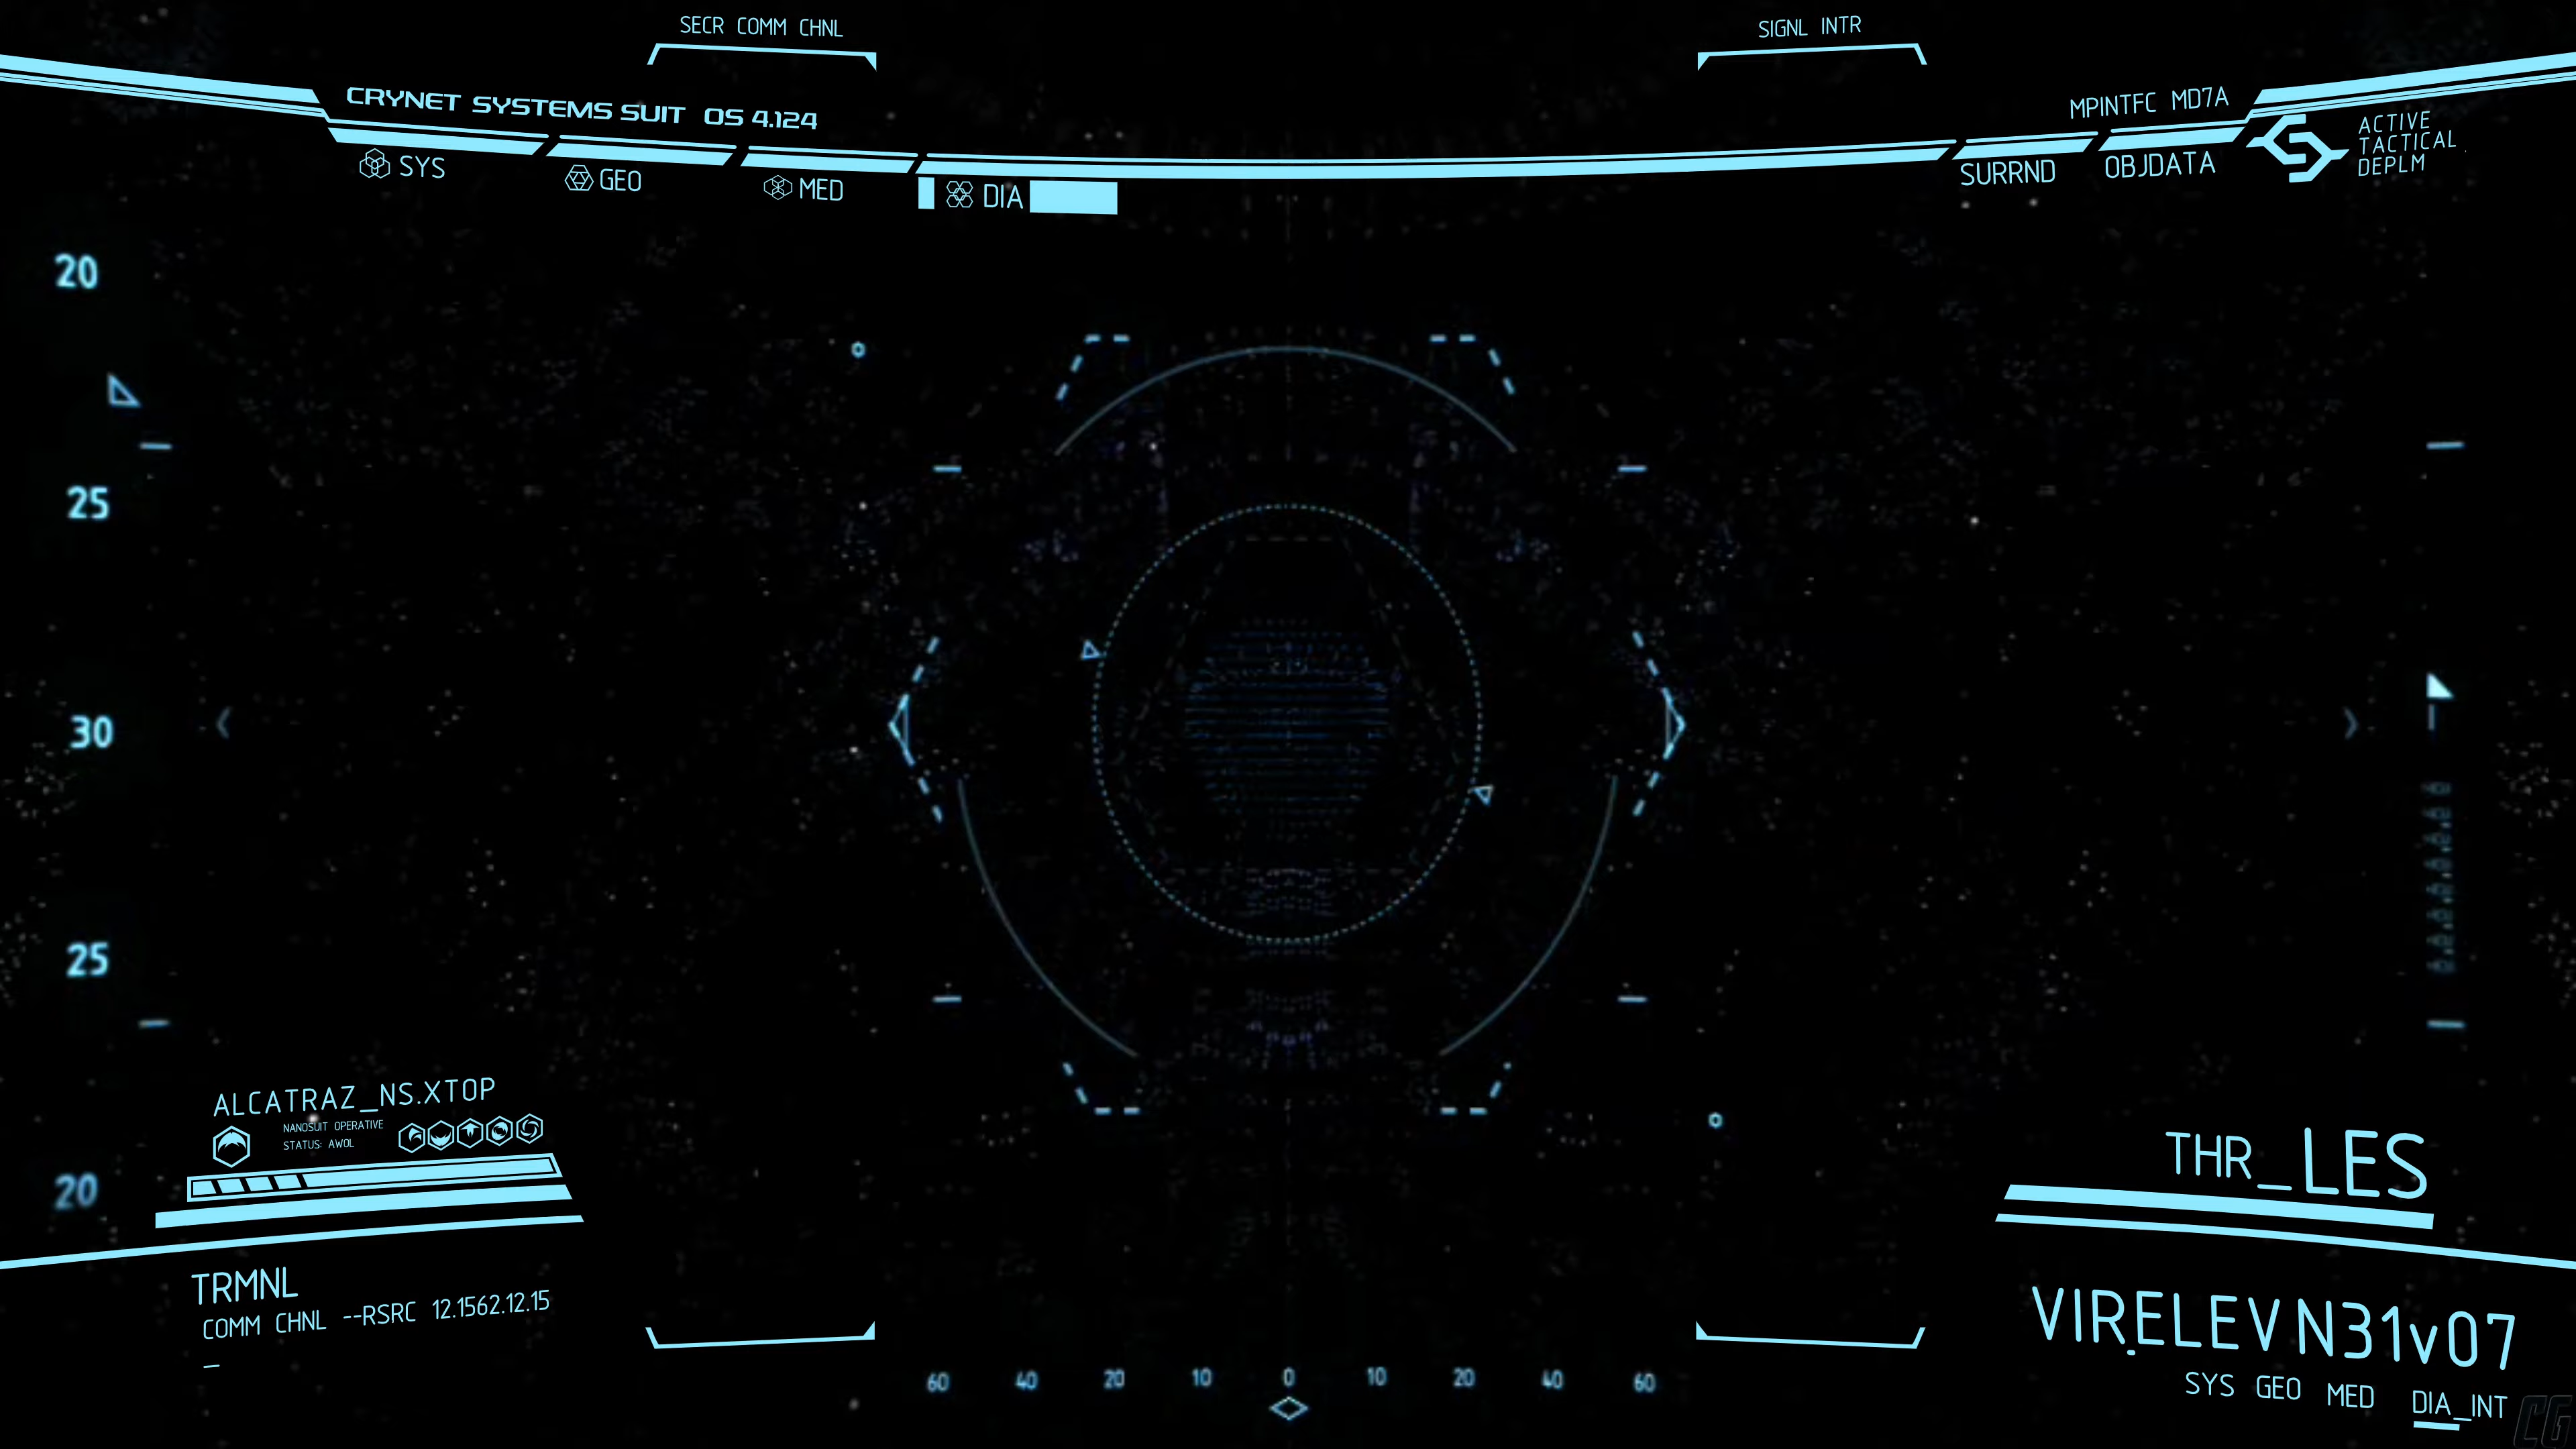 SECR COMM CHNL
SIGNL INTR
CRYNET SYSTEMS SUIT OS 4.124
MPINTFC MD7A
ACTIVE
TACTICAL
DEPLM
SYS
GEO
MED
DIA
SURRND
OBJDATA
20
25
30
25
20
ALCATRAZ_NS.XTOP
NANOSUIT OPERATIVE
STATUS: AWOL
THR_LES
TRMNL
COMM CHNL --RSRC 12.1562.12.15
_
VIRELEV N31v07
60 40 20 10 0 10 20 40 60
SYS GEO MED DIA_INT
CG